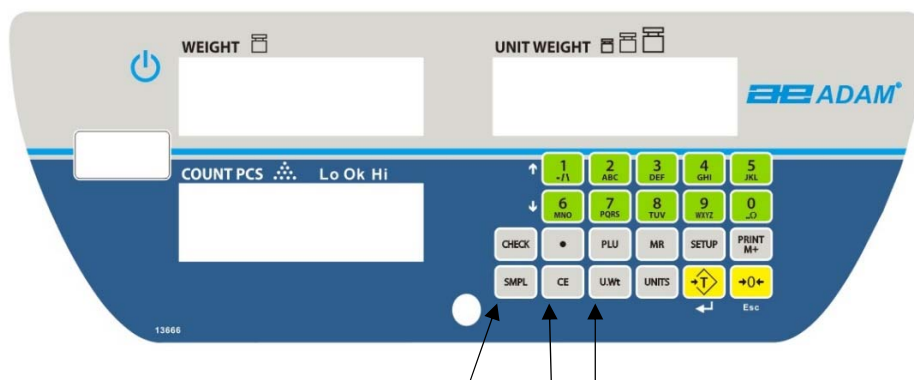 WEIGHT
UNIT WEIGHT
ae ADAM®
COUNT PCS Lo Ok Hi
↑ 1 2 3 4 5
-/\ ABC DEF GHI JKL
↓ 6 7 8 9 0
MNO PQRS TUV WXYZ
CHECK • PLU MR SETUP PRINT M+
SMPL CE U.Wt UNITS →T← →0←
Esc
13666